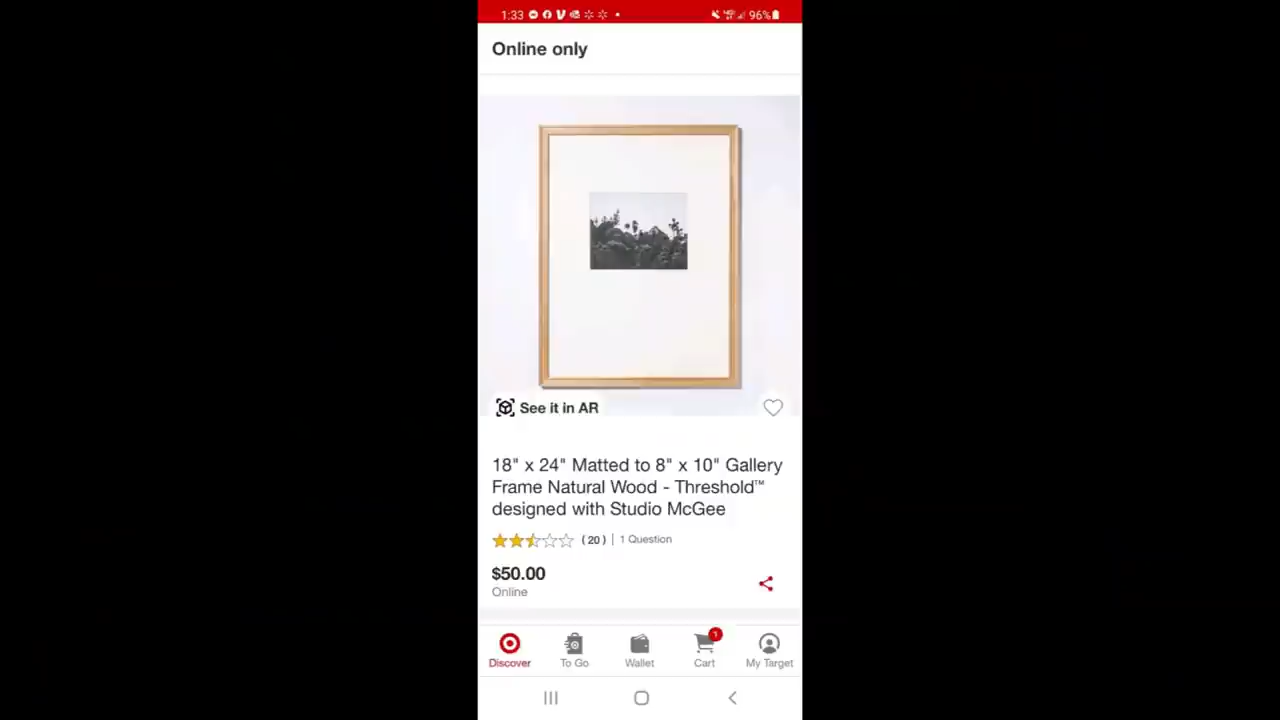 1:33 96%
Online only
See it in AR
18" x 24" Matted to 8" x 10" Gallery
Frame Natural Wood - Threshold™
designed with Studio McGee
(20) | 1 Question
$50.00
Online
1
Discover To Go Wallet Cart My Target